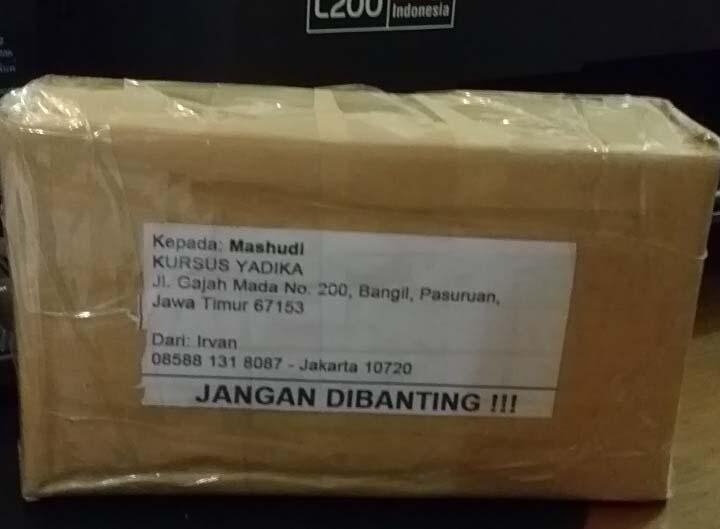 L200 Indonesia
Kepada: Mashudi
KURSUS YADIKA
Jl. Gajah Mada No. 200, Bangil, Pasuruan,
Jawa Timur 67153
Dari: Irvan
08588 131 8087 - Jakarta 10720
JANGAN DIBANTING !!!